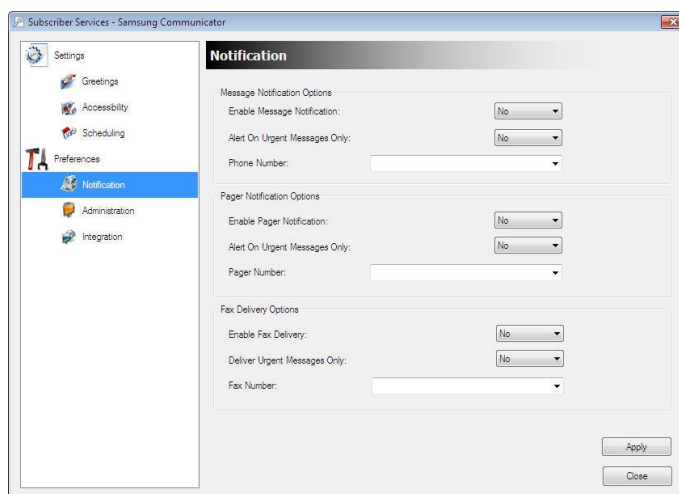 Subscriber Services - Samsung Communicator
Settings
Greetings
Accessibility
Scheduling
Preferences
Notification
Administration
Integration
Notification
Message Notification Options
Enable Message Notification: No
Alert On Urgent Messages Only: No
Phone Number:
Pager Notification Options
Enable Pager Notification: No
Alert On Urgent Messages Only: No
Pager Number:
Fax Delivery Options
Enable Fax Delivery: No
Deliver Urgent Messages Only: No
Fax Number:
Apply
Close